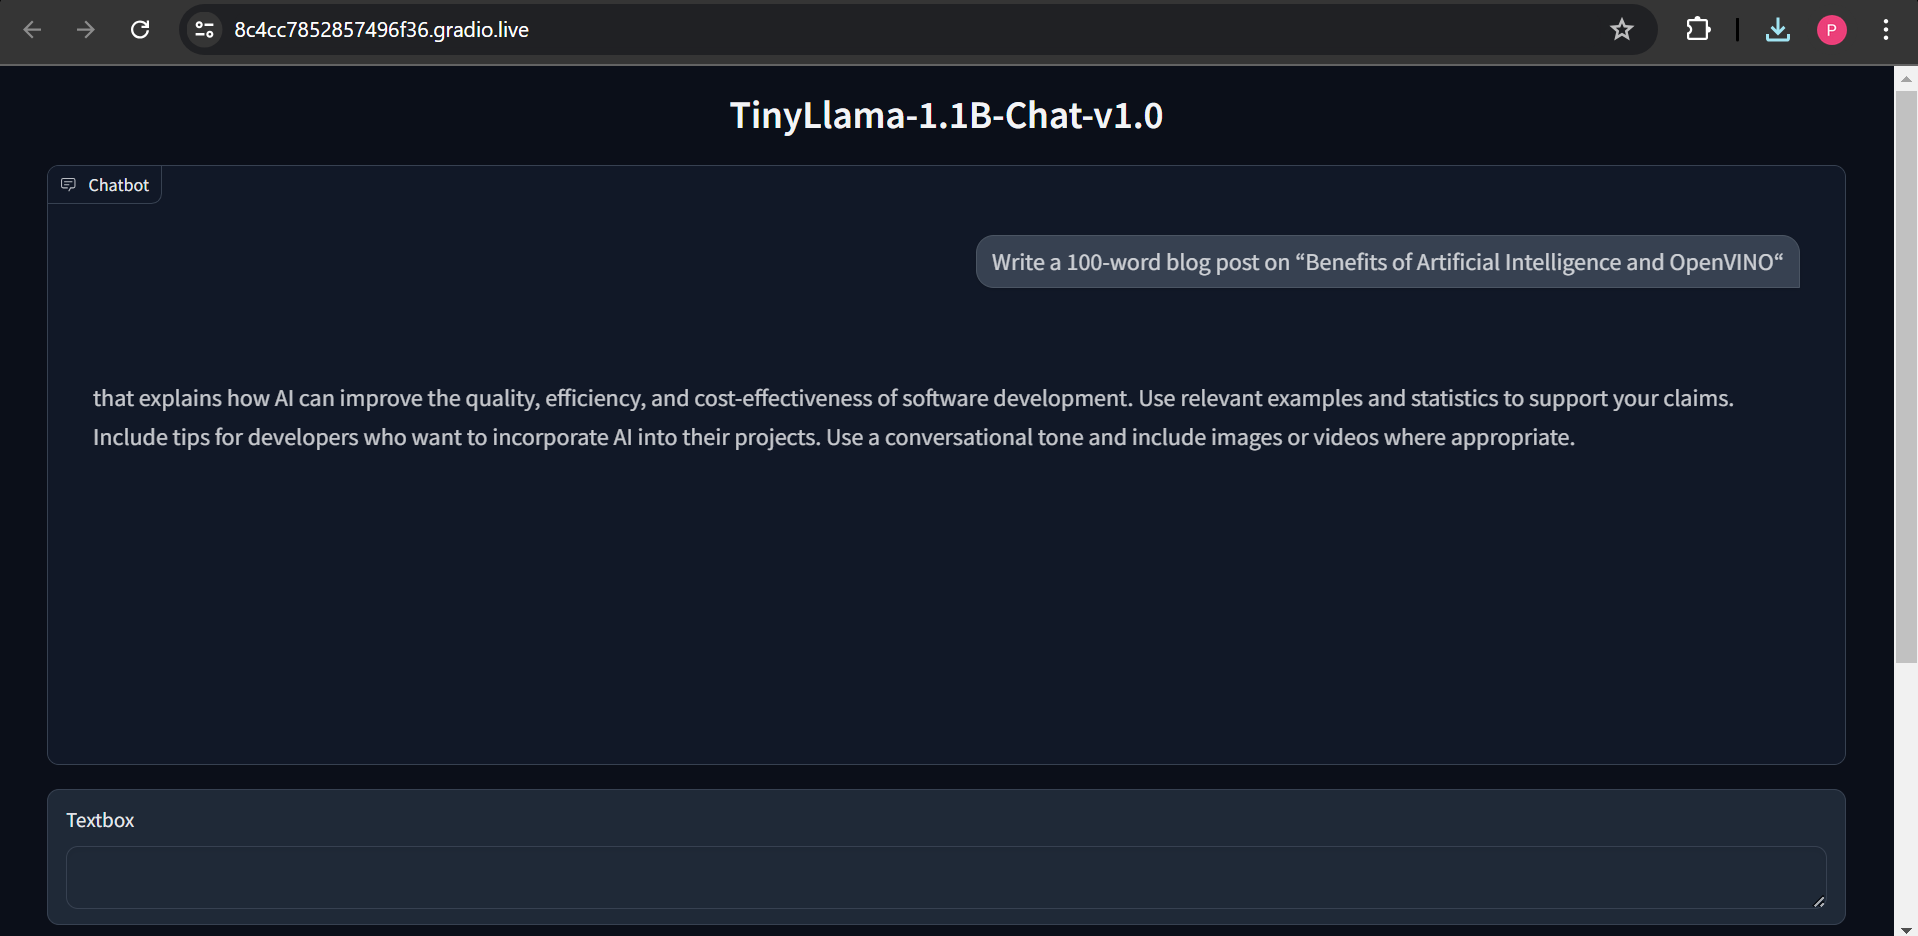 8c4cc7852857496f36.gradio.live
P
TinyLlama-1.1B-Chat-v1.0
Chatbot
Write a 100-word blog post on “Benefits of Artificial Intelligence and OpenVINO“
that explains how AI can improve the quality, efficiency, and cost-effectiveness of software development. Use relevant examples and statistics to support your claims.
Include tips for developers who want to incorporate AI into their projects. Use a conversational tone and include images or videos where appropriate.
Textbox